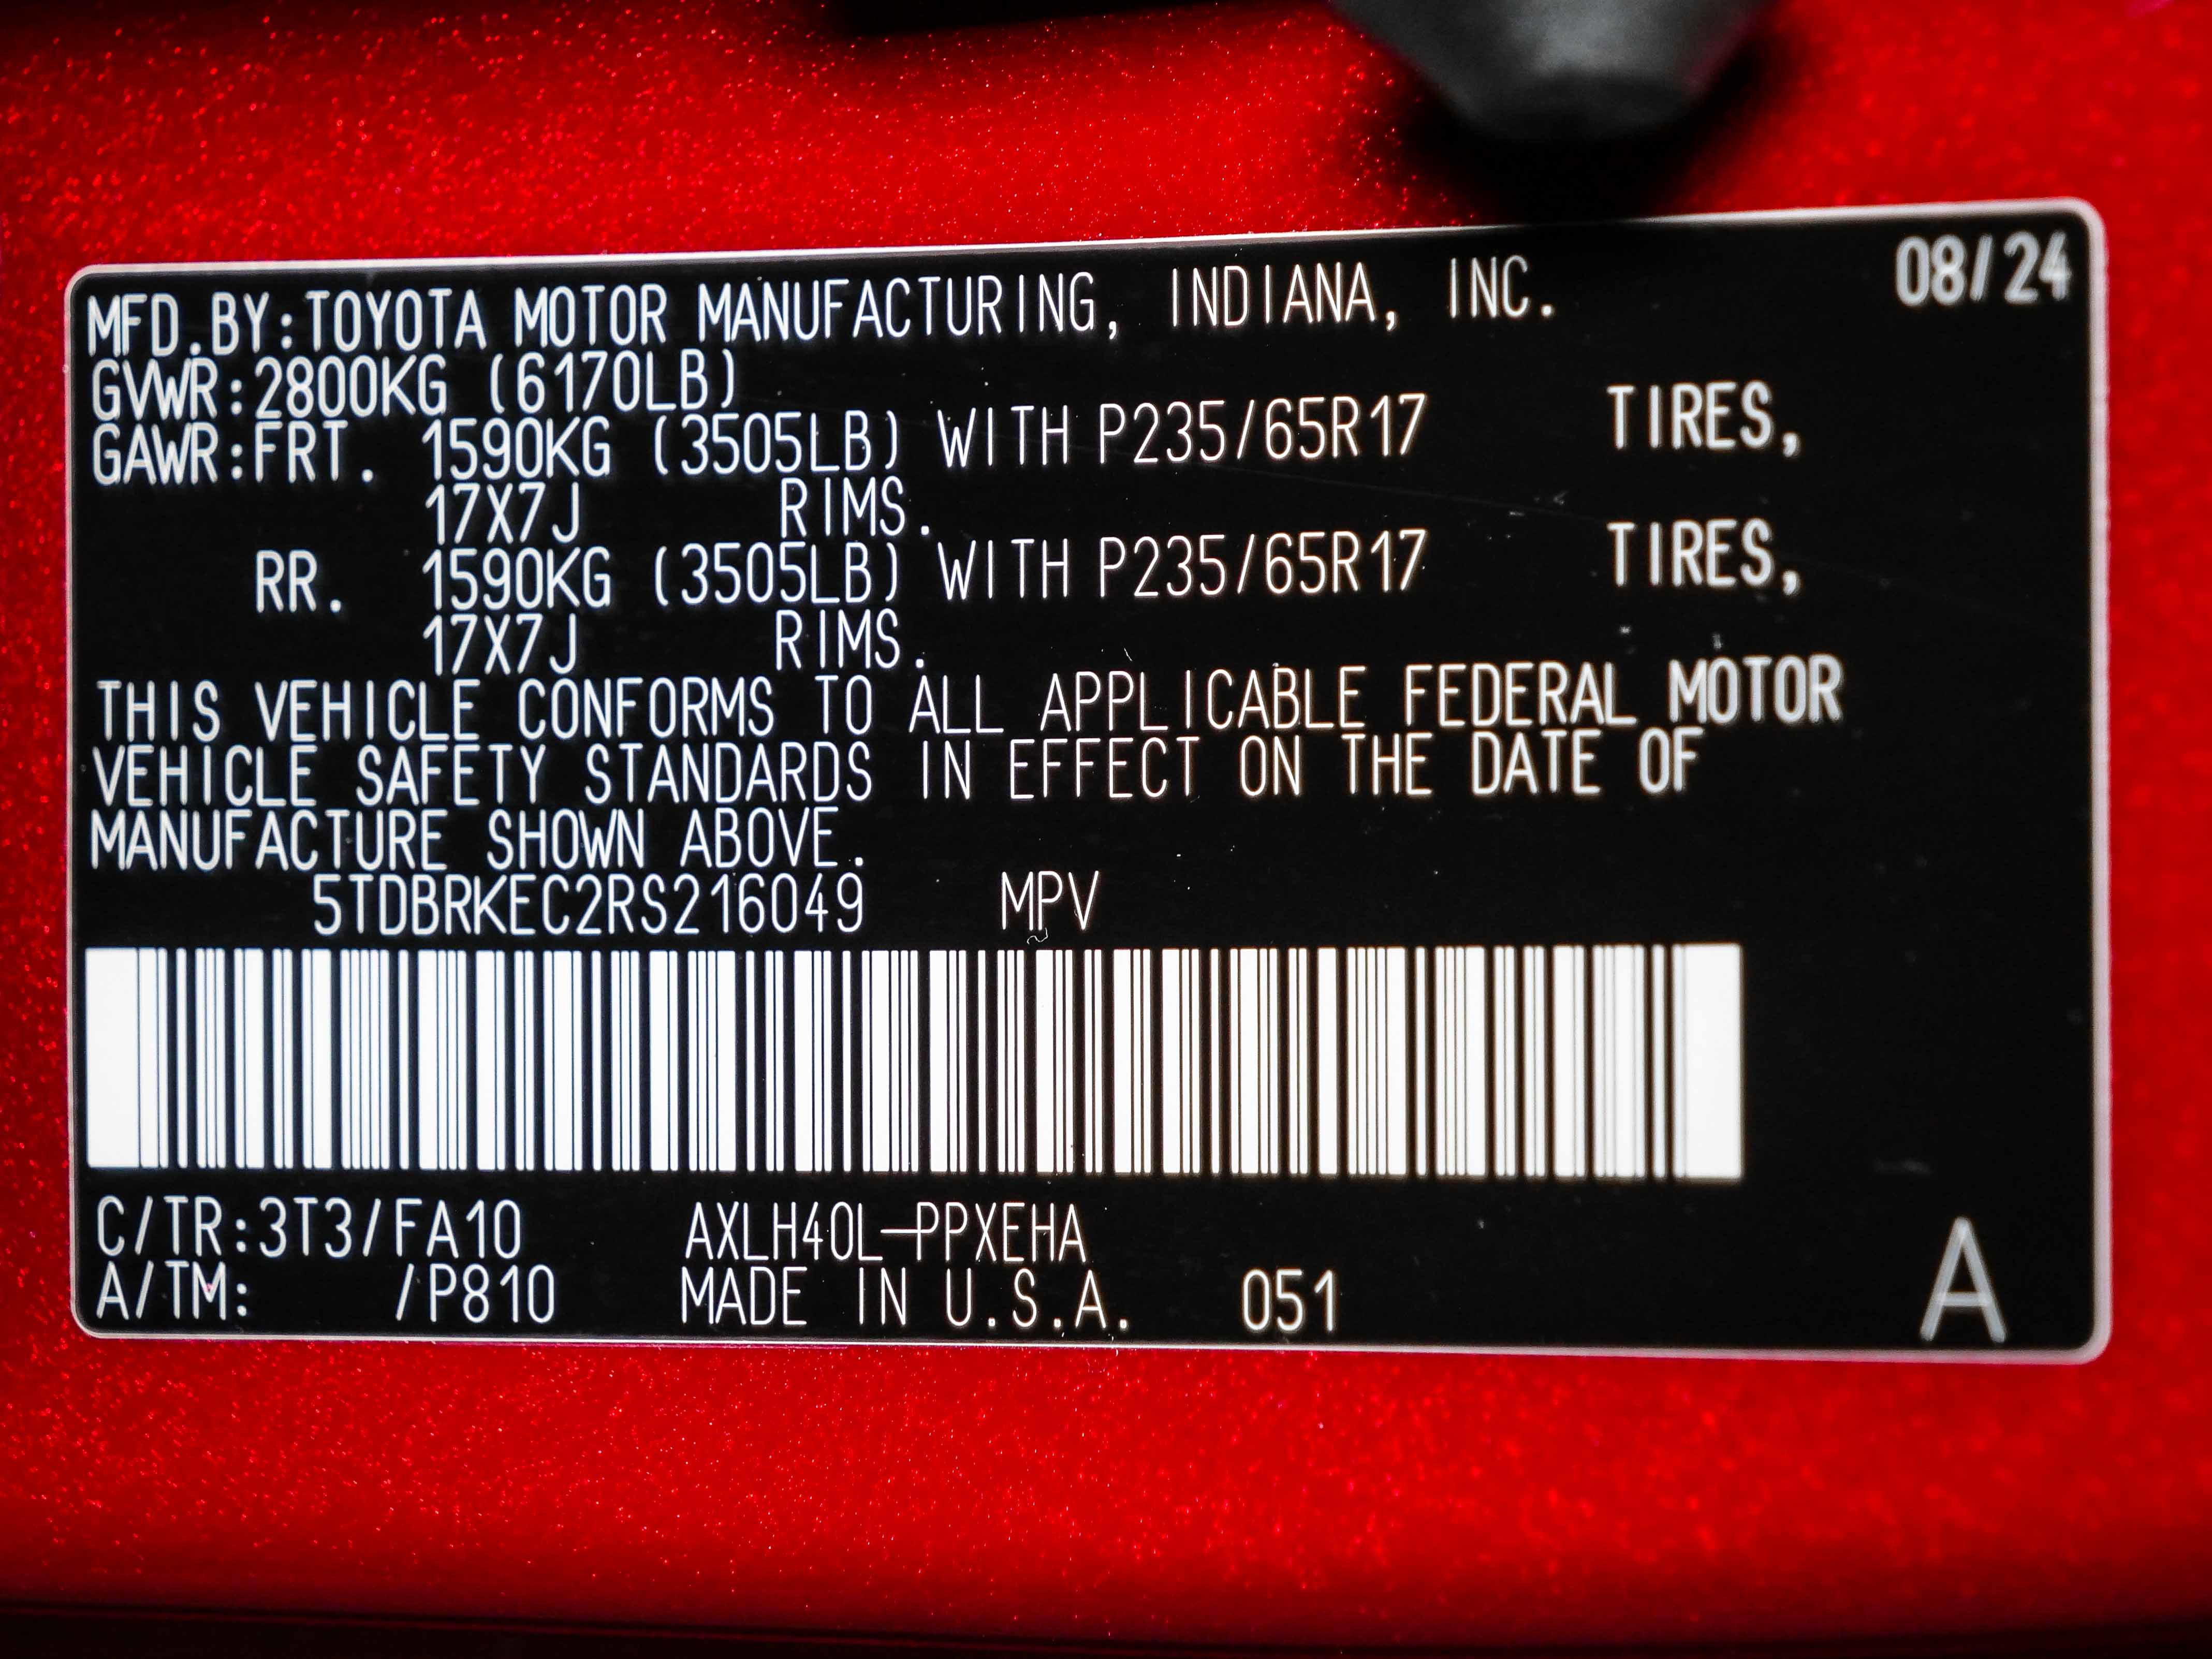 08/24
MFD.BY:TOYOTA MOTOR MANUFACTURING, INDIANA, INC.
GVWR:2800KG (6170LB)
GAWR:FRT. 1590KG (3505LB) WITH P235/65R17 TIRES,
17X7J RIMS.
RR. 1590KG (3505LB) WITH P235/65R17 TIRES,
17X7J RIMS.
THIS VEHICLE CONFORMS TO ALL APPLICABLE FEDERAL MOTOR
VEHICLE SAFETY STANDARDS IN EFFECT ON THE DATE OF
MANUFACTURE SHOWN ABOVE.
5TDBRKEC2RS216049 MPV
C/TR:3T3/FA10 AXLH40L-PPXEHA
A/TM: /P810 MADE IN U.S.A. 051
A